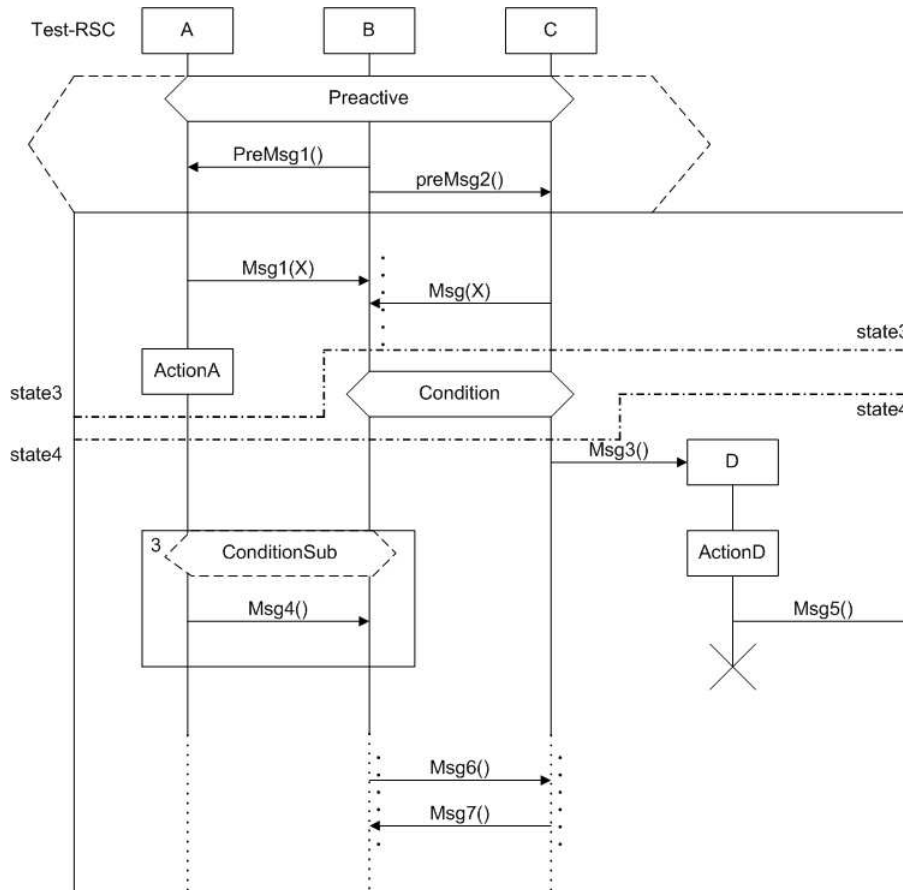 Test-RSC
A
B
C
Preactive
PreMsg1()
preMsg2()
Msg1(X)
Msg(X)
state3
ActionA
state3
Condition
state4
state4
Msg3()
D
3
ConditionSub
ActionD
Msg4()
Msg5()
Msg6()
Msg7()